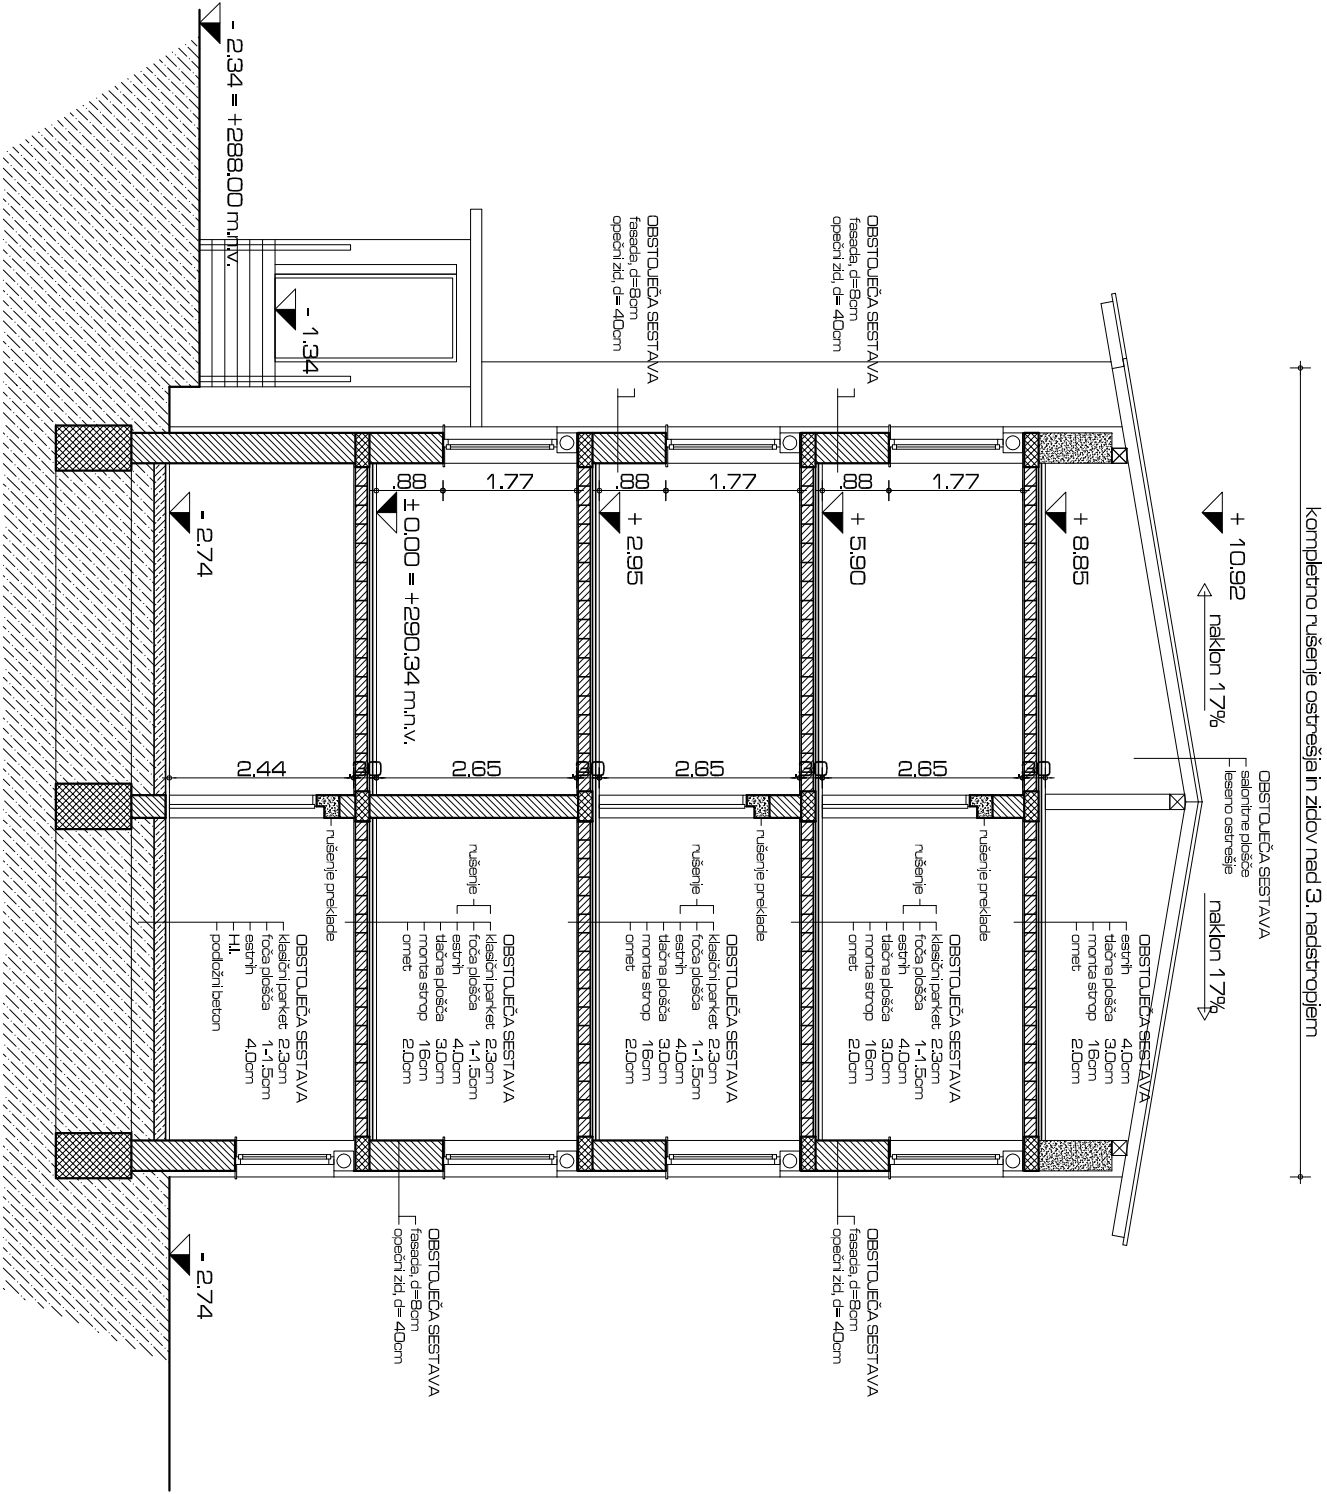 kompletno rušenje ostrešja in zidov nad 3. nadstropjem
OBSTOJEČA SESTAVA
salonitne plošče
leseno ostrešje
+ 10.92
naklon 17%
naklon 17%
+ 8.85
OBSTOJEČA SESTAVA
estrih 4.0cm
tlačna plošča 3.0cm
monta strop 16cm
omet 2.0cm
.30
OBSTOJEČA SESTAVA
fasada, d=8cm
opečni zid, d= 40cm
1.77
.88
+ 5.90
2.65
.30
rušenje preklade
rušenje
OBSTOJEČA SESTAVA
klasični parket 2.3cm
foča plošča 1-1.5cm
estrih 4.0cm
tlačna plošča 3.0cm
monta strop 16cm
omet 2.0cm
OBSTOJEČA SESTAVA
fasada, d=8cm
opečni zid, d= 40cm
OBSTOJEČA SESTAVA
fasada, d=8cm
opečni zid, d= 40cm
1.77
.88
+ 2.95
2.65
.30
rušenje preklade
rušenje
OBSTOJEČA SESTAVA
klasični parket 2.3cm
foča plošča 1-1.5cm
estrih 4.0cm
tlačna plošča 3.0cm
monta strop 16cm
omet 2.0cm
1.77
.88
± 0.00 = +290.34 m.n.v.
2.65
.30
rušenje
OBSTOJEČA SESTAVA
klasični parket 2.3cm
foča plošča 1-1.5cm
estrih 4.0cm
tlačna plošča 3.0cm
monta strop 16cm
omet 2.0cm
OBSTOJEČA SESTAVA
fasada, d=8cm
opečni zid, d= 40cm
- 1.34
- 2.34 = +288.00 m.n.v.
- 2.74
2.44
rušenje preklade
OBSTOJEČA SESTAVA
klasični parket 2.3cm
foča plošča 1-1.5cm
estrih 4.0cm
H.I.
podložni beton
- 2.74